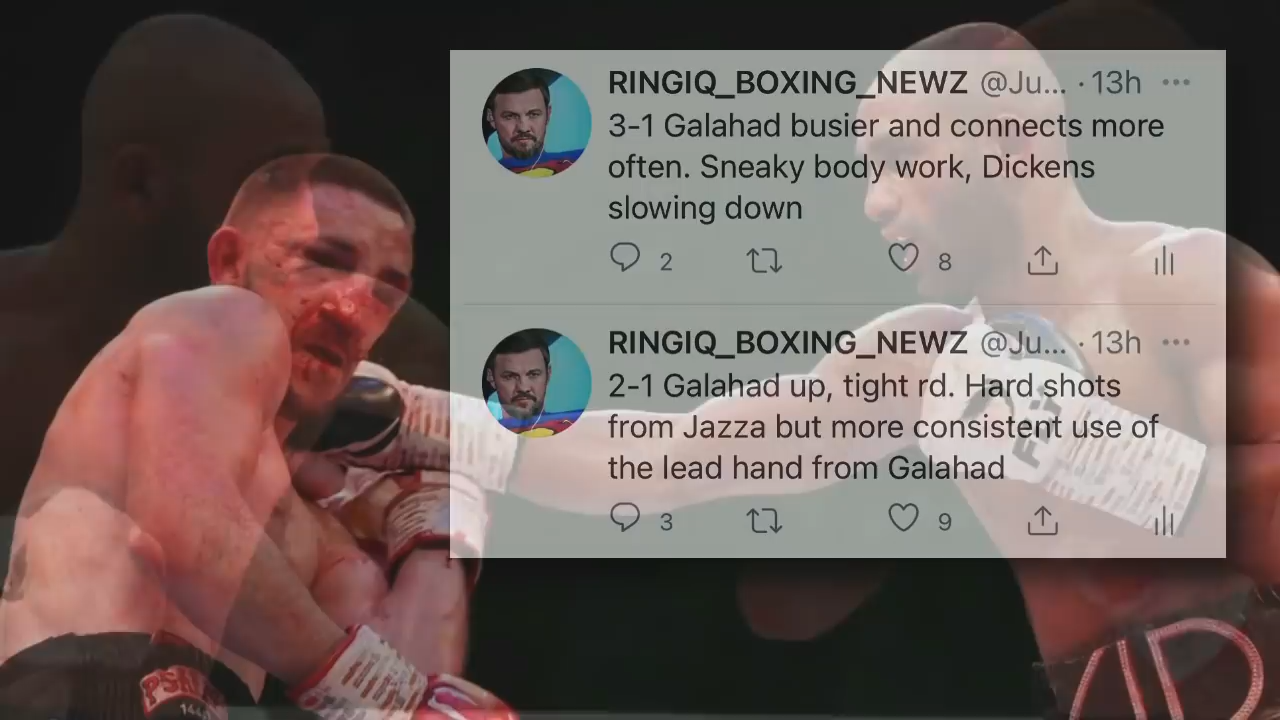 RINGIQ_BOXING_NEWZ @Ju... · 13h ···
3-1 Galahad busier and connects more
often. Sneaky body work, Dickens
slowing down
2 8
RINGIQ_BOXING_NEWZ @Ju... · 13h ···
2-1 Galahad up, tight rd. Hard shots
from Jazza but more consistent use of
the lead hand from Galahad
3 9